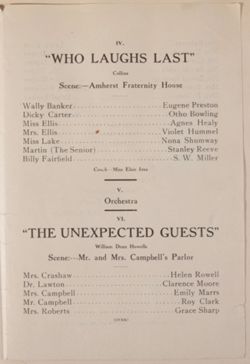 IV.
"WHO LAUGHS LAST"
Collins
Scene:—Amherst Fraternity House
Wally Banker....................Eugene Preston
Dicky Carter....................Otho Bowling
Miss Ellis....................Agnes Healy
Mrs. Ellis....................Violet Hummel
Miss Lake....................Nona Shumway
Martin (The Senior)....................Stanley Reeve
Billy Fairfield....................S. W. Miller
Coach—Miss
V.
Orchestra
VI.
"THE UNEXPECTED GUESTS"
William Dean Howells
Scene:—Mr. and Mrs. Campbell's Parlor
Mrs. Crashaw....................Helen Rowell
Dr. Lawton....................Clarence Moore
Mrs. Campbell....................Emily Marrs
Mr. Campbell....................Roy Clark
Mrs. Roberts....................Grace Sharp
(OVER)